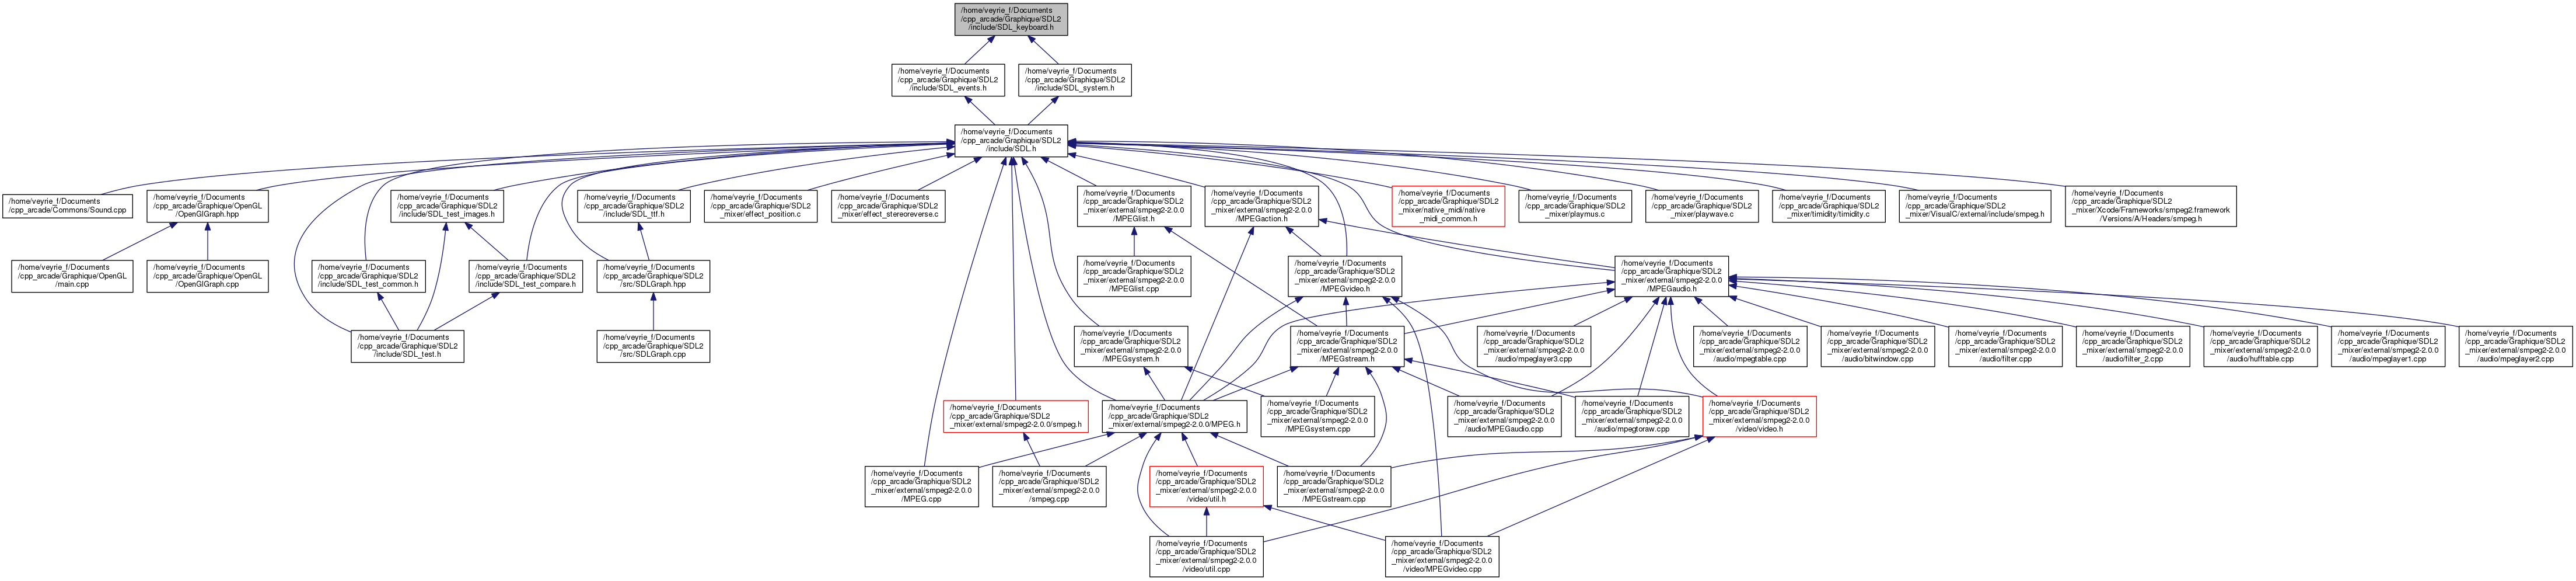 /home/veyrie_f/Documents
/cpp_arcade/Graphique/SDL2
/include/SDL_keyboard.h
/home/veyrie_f/Documents
/cpp_arcade/Graphique/SDL2
/include/SDL_events.h
/home/veyrie_f/Documents
/cpp_arcade/Graphique/SDL2
/include/SDL_system.h
/home/veyrie_f/Documents
/cpp_arcade/Graphique/SDL2
/include/SDL.h
/home/veyrie_f/Documents
/cpp_arcade/Commons/Sound.cpp
/home/veyrie_f/Documents
/cpp_arcade/Graphique/OpenGL
/OpenGlGraph.hpp
/home/veyrie_f/Documents
/cpp_arcade/Graphique/SDL2
/include/SDL_test_images.h
/home/veyrie_f/Documents
/cpp_arcade/Graphique/SDL2
/include/SDL_ttf.h
/home/veyrie_f/Documents
/cpp_arcade/Graphique/SDL2
_mixer/effect_position.c
/home/veyrie_f/Documents
/cpp_arcade/Graphique/SDL2
_mixer/effect_stereoreverse.c
/home/veyrie_f/Documents
/cpp_arcade/Graphique/SDL2
_mixer/external/smpeg2-2.0.0
/MPEGlist.h
/home/veyrie_f/Documents
/cpp_arcade/Graphique/SDL2
_mixer/external/smpeg2-2.0.0
/MPEGaction.h
/home/veyrie_f/Documents
/cpp_arcade/Graphique/SDL2
_mixer/native_midi/native
_midi_common.h
/home/veyrie_f/Documents
/cpp_arcade/Graphique/SDL2
_mixer/playmus.c
/home/veyrie_f/Documents
/cpp_arcade/Graphique/SDL2
_mixer/playwave.c
/home/veyrie_f/Documents
/cpp_arcade/Graphique/SDL2
_mixer/timidity/timidity.c
/home/veyrie_f/Documents
/cpp_arcade/Graphique/SDL2
_mixer/VisualC/external/include/smpeg.h
/home/veyrie_f/Documents
/cpp_arcade/Graphique/SDL2
_mixer/Xcode/Frameworks/smpeg2.framework
/Versions/A/Headers/smpeg.h
/home/veyrie_f/Documents
/cpp_arcade/Graphique/OpenGL
/main.cpp
/home/veyrie_f/Documents
/cpp_arcade/Graphique/OpenGL
/OpenGlGraph.cpp
/home/veyrie_f/Documents
/cpp_arcade/Graphique/SDL2
/include/SDL_test_common.h
/home/veyrie_f/Documents
/cpp_arcade/Graphique/SDL2
/include/SDL_test_compare.h
/home/veyrie_f/Documents
/cpp_arcade/Graphique/SDL2
/src/SDLGraph.hpp
/home/veyrie_f/Documents
/cpp_arcade/Graphique/SDL2
_mixer/external/smpeg2-2.0.0
/MPEGlist.cpp
/home/veyrie_f/Documents
/cpp_arcade/Graphique/SDL2
_mixer/external/smpeg2-2.0.0
/MPEGvideo.h
/home/veyrie_f/Documents
/cpp_arcade/Graphique/SDL2
_mixer/external/smpeg2-2.0.0
/MPEGaudio.h
/home/veyrie_f/Documents
/cpp_arcade/Graphique/SDL2
/include/SDL_test.h
/home/veyrie_f/Documents
/cpp_arcade/Graphique/SDL2
/src/SDLGraph.cpp
/home/veyrie_f/Documents
/cpp_arcade/Graphique/SDL2
_mixer/external/smpeg2-2.0.0
/MPEGsystem.h
/home/veyrie_f/Documents
/cpp_arcade/Graphique/SDL2
_mixer/external/smpeg2-2.0.0
/MPEGstream.h
/home/veyrie_f/Documents
/cpp_arcade/Graphique/SDL2
_mixer/external/smpeg2-2.0.0
/audio/mpeglayer3.cpp
/home/veyrie_f/Documents
/cpp_arcade/Graphique/SDL2
_mixer/external/smpeg2-2.0.0
/audio/mpegtable.cpp
/home/veyrie_f/Documents
/cpp_arcade/Graphique/SDL2
_mixer/external/smpeg2-2.0.0
/audio/bitwindow.cpp
/home/veyrie_f/Documents
/cpp_arcade/Graphique/SDL2
_mixer/external/smpeg2-2.0.0
/audio/filter.cpp
/home/veyrie_f/Documents
/cpp_arcade/Graphique/SDL2
_mixer/external/smpeg2-2.0.0
/audio/filter_2.cpp
/home/veyrie_f/Documents
/cpp_arcade/Graphique/SDL2
_mixer/external/smpeg2-2.0.0
/audio/hufftable.cpp
/home/veyrie_f/Documents
/cpp_arcade/Graphique/SDL2
_mixer/external/smpeg2-2.0.0
/audio/mpeglayer1.cpp
/home/veyrie_f/Documents
/cpp_arcade/Graphique/SDL2
_mixer/external/smpeg2-2.0.0
/audio/mpeglayer2.cpp
/home/veyrie_f/Documents
/cpp_arcade/Graphique/SDL2
_mixer/external/smpeg2-2.0.0/smpeg.h
/home/veyrie_f/Documents
/cpp_arcade/Graphique/SDL2
_mixer/external/smpeg2-2.0.0/MPEG.h
/home/veyrie_f/Documents
/cpp_arcade/Graphique/SDL2
_mixer/external/smpeg2-2.0.0
/MPEGsystem.cpp
/home/veyrie_f/Documents
/cpp_arcade/Graphique/SDL2
_mixer/external/smpeg2-2.0.0
/audio/MPEGaudio.cpp
/home/veyrie_f/Documents
/cpp_arcade/Graphique/SDL2
_mixer/external/smpeg2-2.0.0
/audio/mpegtoraw.cpp
/home/veyrie_f/Documents
/cpp_arcade/Graphique/SDL2
_mixer/external/smpeg2-2.0.0
/video/video.h
/home/veyrie_f/Documents
/cpp_arcade/Graphique/SDL2
_mixer/external/smpeg2-2.0.0
/MPEG.cpp
/home/veyrie_f/Documents
/cpp_arcade/Graphique/SDL2
_mixer/external/smpeg2-2.0.0
/smpeg.cpp
/home/veyrie_f/Documents
/cpp_arcade/Graphique/SDL2
_mixer/external/smpeg2-2.0.0
/video/util.h
/home/veyrie_f/Documents
/cpp_arcade/Graphique/SDL2
_mixer/external/smpeg2-2.0.0
/MPEGstream.cpp
/home/veyrie_f/Documents
/cpp_arcade/Graphique/SDL2
_mixer/external/smpeg2-2.0.0
/video/util.cpp
/home/veyrie_f/Documents
/cpp_arcade/Graphique/SDL2
_mixer/external/smpeg2-2.0.0
/video/MPEGvideo.cpp